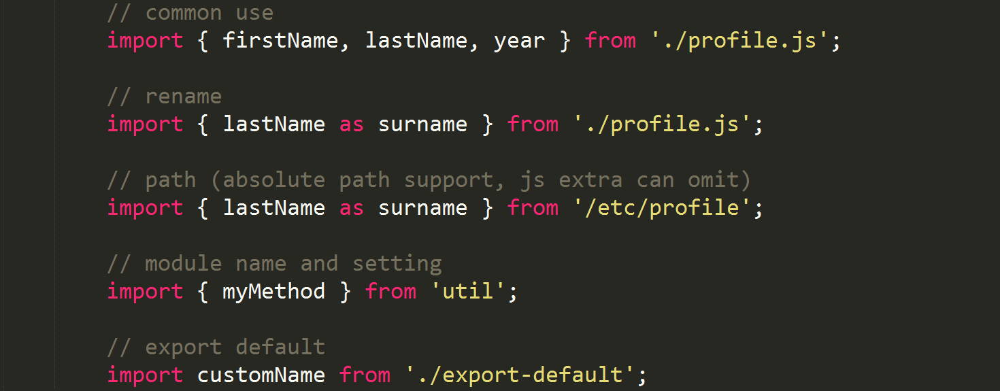 // common use
import { firstName, lastName, year } from './profile.js';
// rename
import { lastName as surname } from './profile.js';
// path (absolute path support, js extra can omit)
import { lastName as surname } from '/etc/profile';
// module name and setting
import { myMethod } from 'util';
// export default
import customName from './export-default';